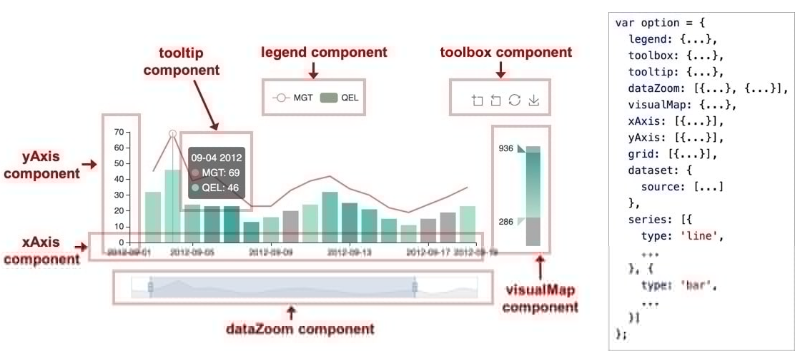 tooltip
component
legend component
toolbox component
MGT
QEL
yAxis
component
70
60
50
40
30
20
10
0
09-04 2012
MGT: 69
QEL: 46
936
286
xAxis
component
2012-09-01
2012-09-05
2012-09-09
2012-09-13
2012-09-17
2012-09-19
visualMap
component
dataZoom component
var option = {
legend: {...},
toolbox: {...},
tooltip: {...},
dataZoom: [{...}, {...}],
visualMap: {...},
xAxis: [{...}],
yAxis: [{...}],
grid: [{...}],
dataset: {
source: [...]
},
series: [{
type: 'line',
...
}, {
type: 'bar',
...
}]
};